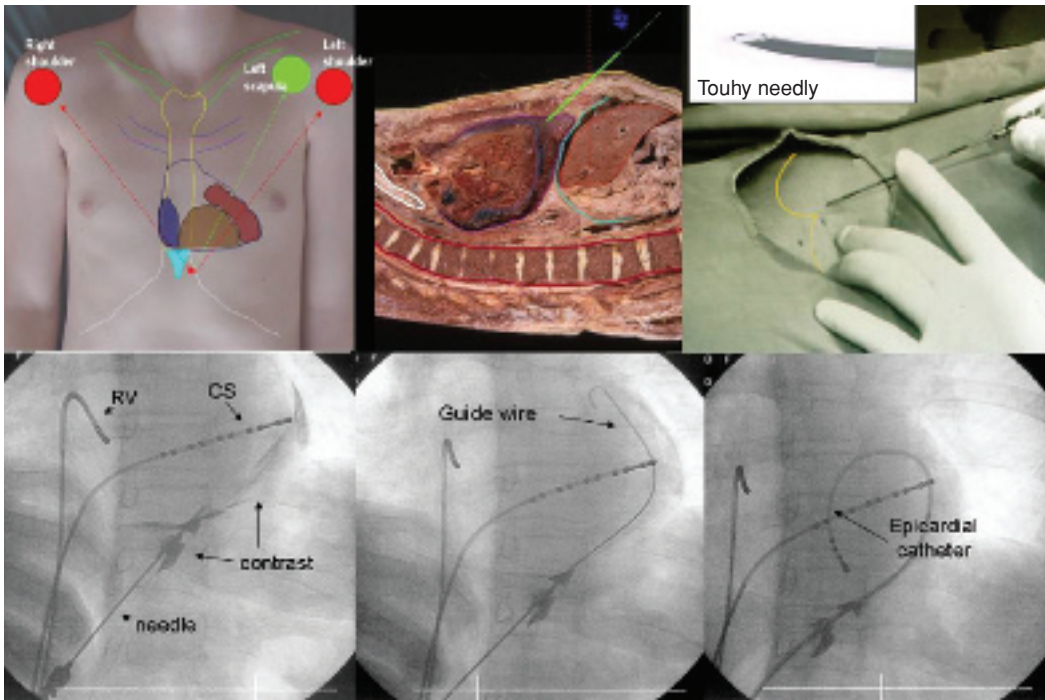 Right
shoulder
Left
scapula
Left
shoulder
Touhy needly
RV
CS
contrast
needle
Guide wire
Epicardial
catheter